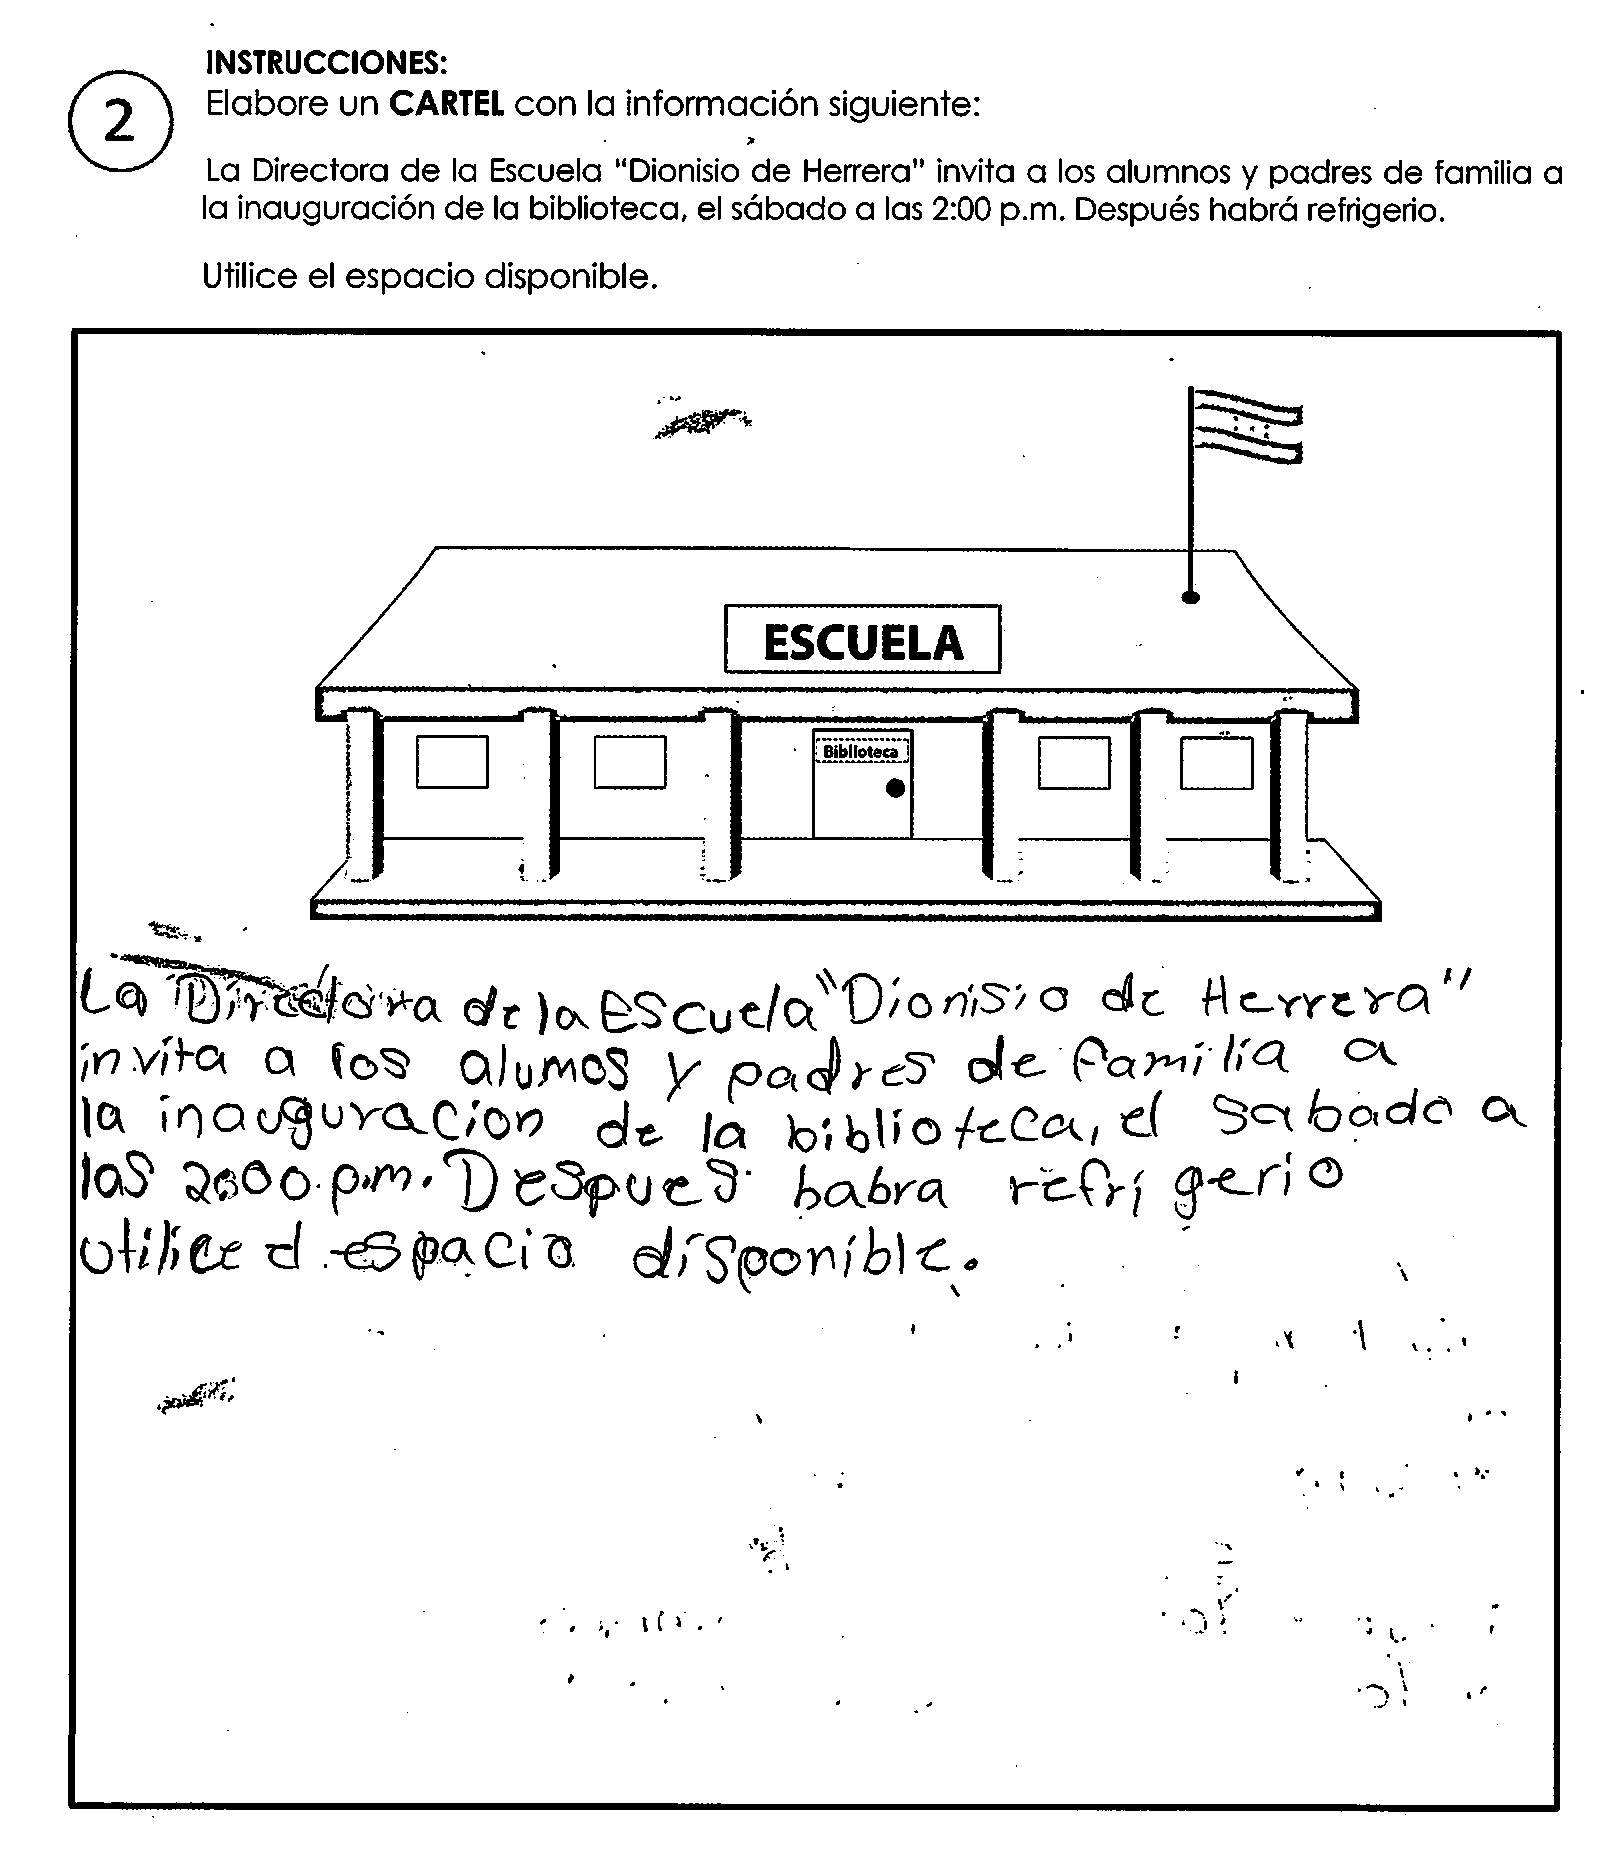 INSTRUCCIONES:
2
Elabore un CARTEL con la información siguiente:
La Directora de la Escuela "Dionisio de Herrera" invita a los alumnos y padres de familia a
la inauguración de la biblioteca, el sábado a las 2:00 p.m. Después habrá refrigerio.
Utilice el espacio disponible.
ESCUELA
Biblioteca
La Directora de la Escuela "Dionisio de Herrera"
invita a los alumos y padres de familia a
la inauguracion de la biblioteca, el sabado a
las 2:00.p.m. Despues babra refrigerio
utilice el espacio disponible.